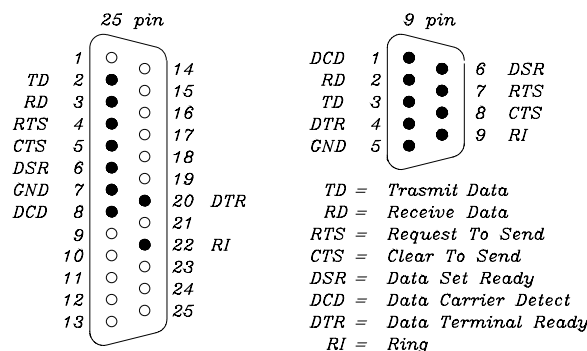 25 pin
1
TD 2
RD 3
RTS 4
CTS 5
DSR 6
GND 7
DCD 8
9
10
11
12
13
14
15
16
17
18
19
20 DTR
21
22 RI
23
24
25
9 pin
DCD 1
RD 2
TD 3
DTR 4
GND 5
6 DSR
7 RTS
8 CTS
9 RI
TD = Trasmit Data
RD = Receive Data
RTS = Request To Send
CTS = Clear To Send
DSR = Data Set Ready
DCD = Data Carrier Detect
DTR = Data Terminal Ready
RI = Ring